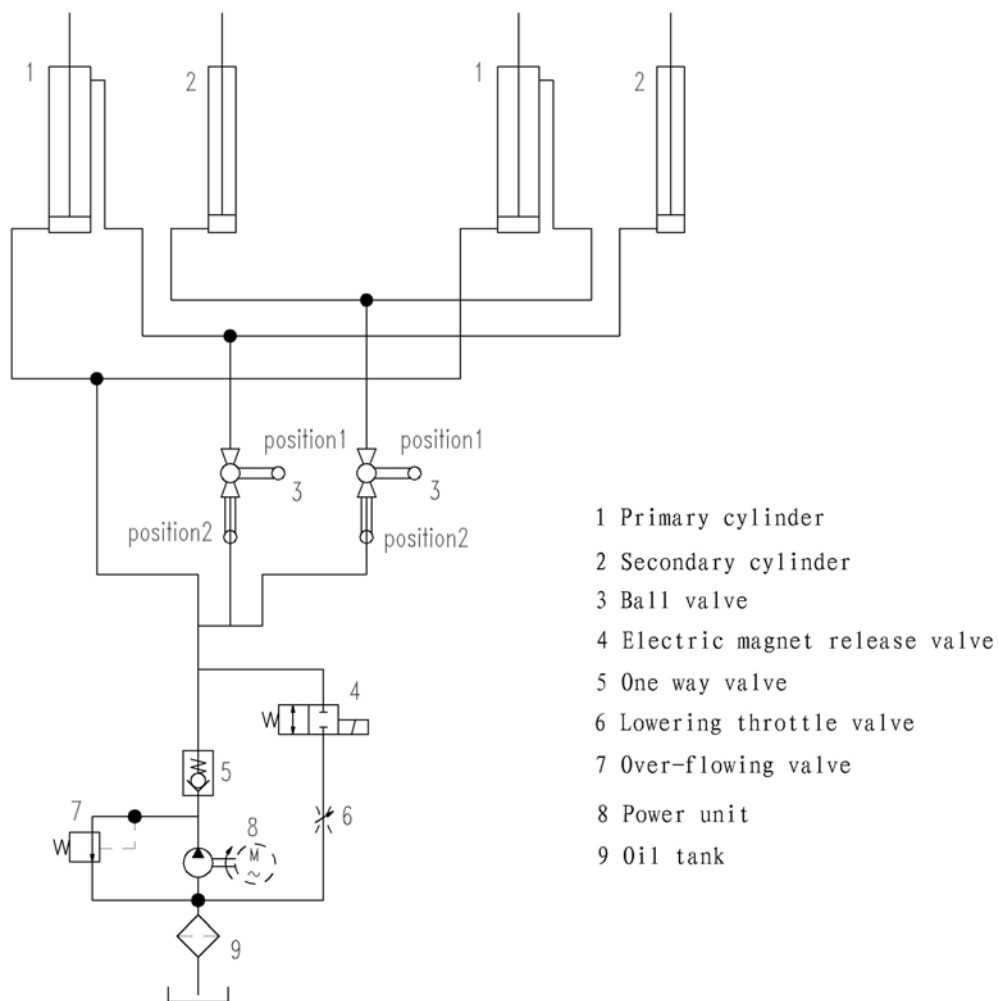 1
2
1
2
position1
position1
3
3
position2
position2
4
5
7
8
6
M
~
9
W
W
1 Primary cylinder
2 Secondary cylinder
3 Ball valve
4 Electric magnet release valve
5 One way valve
6 Lowering throttle valve
7 Over-flowing valve
8 Power unit
9 Oil tank